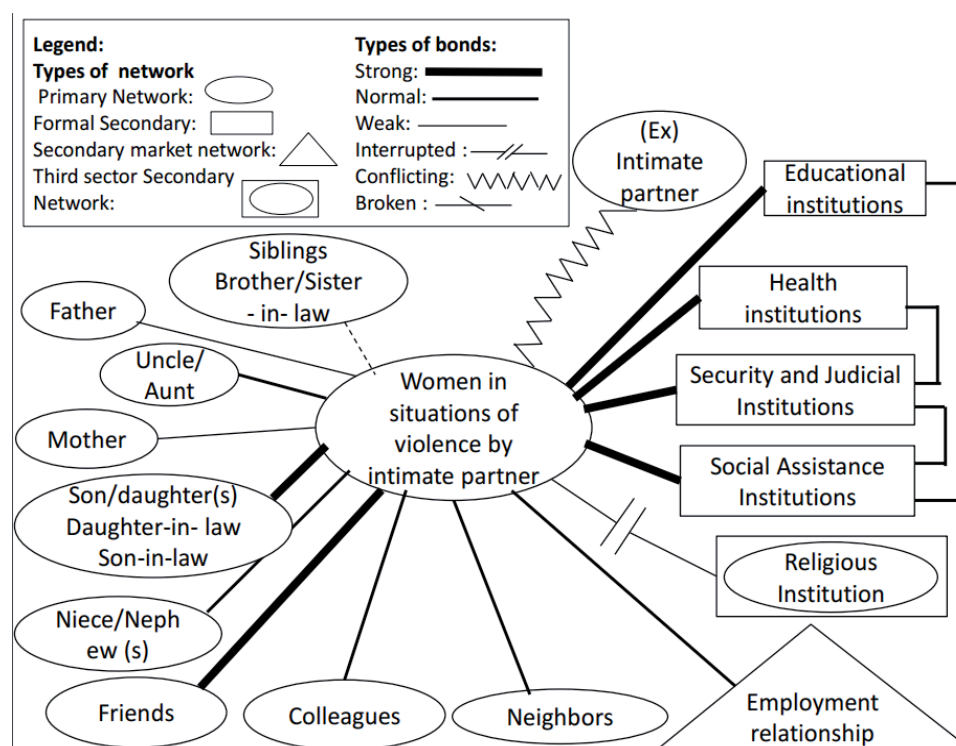 Legend:
Types of network
Primary Network:
Formal Secondary:
Secondary market network:
Third sector Secondary
Network:
Types of bonds:
Strong:
Normal:
Weak:
Interrupted :
Conflicting:
Broken :
(Ex)
Intimate
partner
Educational
institutions
Siblings
Brother/Sister
- in- law
Health
institutions
Father
Uncle/
Aunt
Women in
situations of
violence by
intimate partner
Security and Judicial
Institutions
Mother
Social Assistance
Institutions
Son/daughter(s)
Daughter-in- law
Son-in-law
Religious
Institution
Niece/Neph
ew (s)
Friends
Colleagues
Neighbors
Employment
relationship